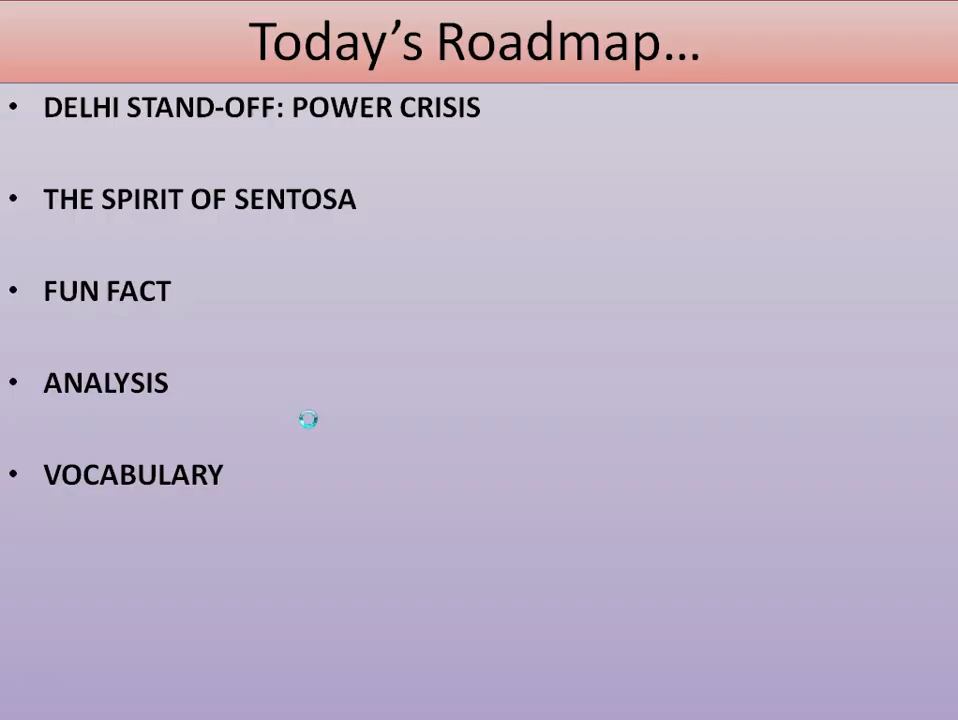 Today’s Roadmap...
• DELHI STAND-OFF: POWER CRISIS
• THE SPIRIT OF SENTOSA
• FUN FACT
• ANALYSIS
• VOCABULARY